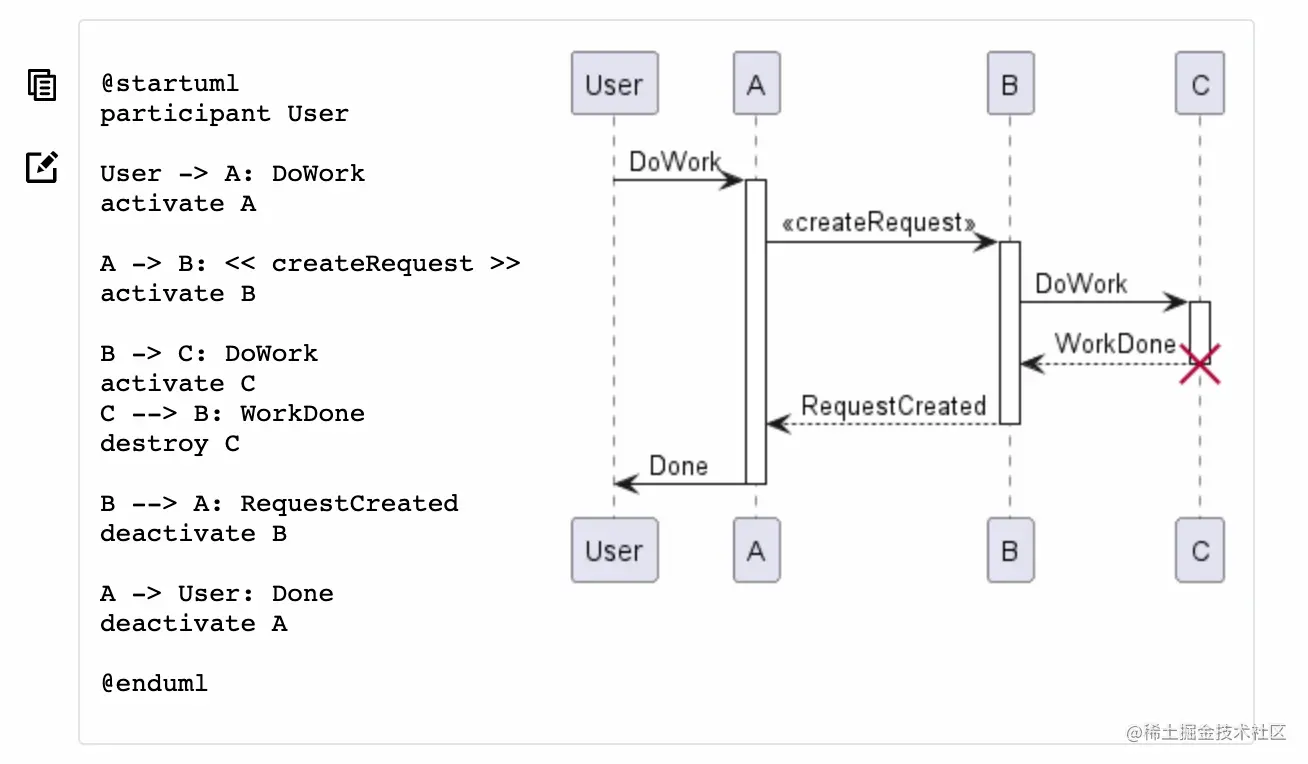 @startuml
participant User
User -> A: DoWork
activate A
A -> B: << createRequest >>
activate B
B -> C: DoWork
activate C
C --> B: WorkDone
destroy C
B --> A: RequestCreated
deactivate B
A -> User: Done
deactivate A
@enduml
User A B C
DoWork
«createRequest»
DoWork
WorkDone
RequestCreated
Done
User A B C
@稀土掘金技术社区